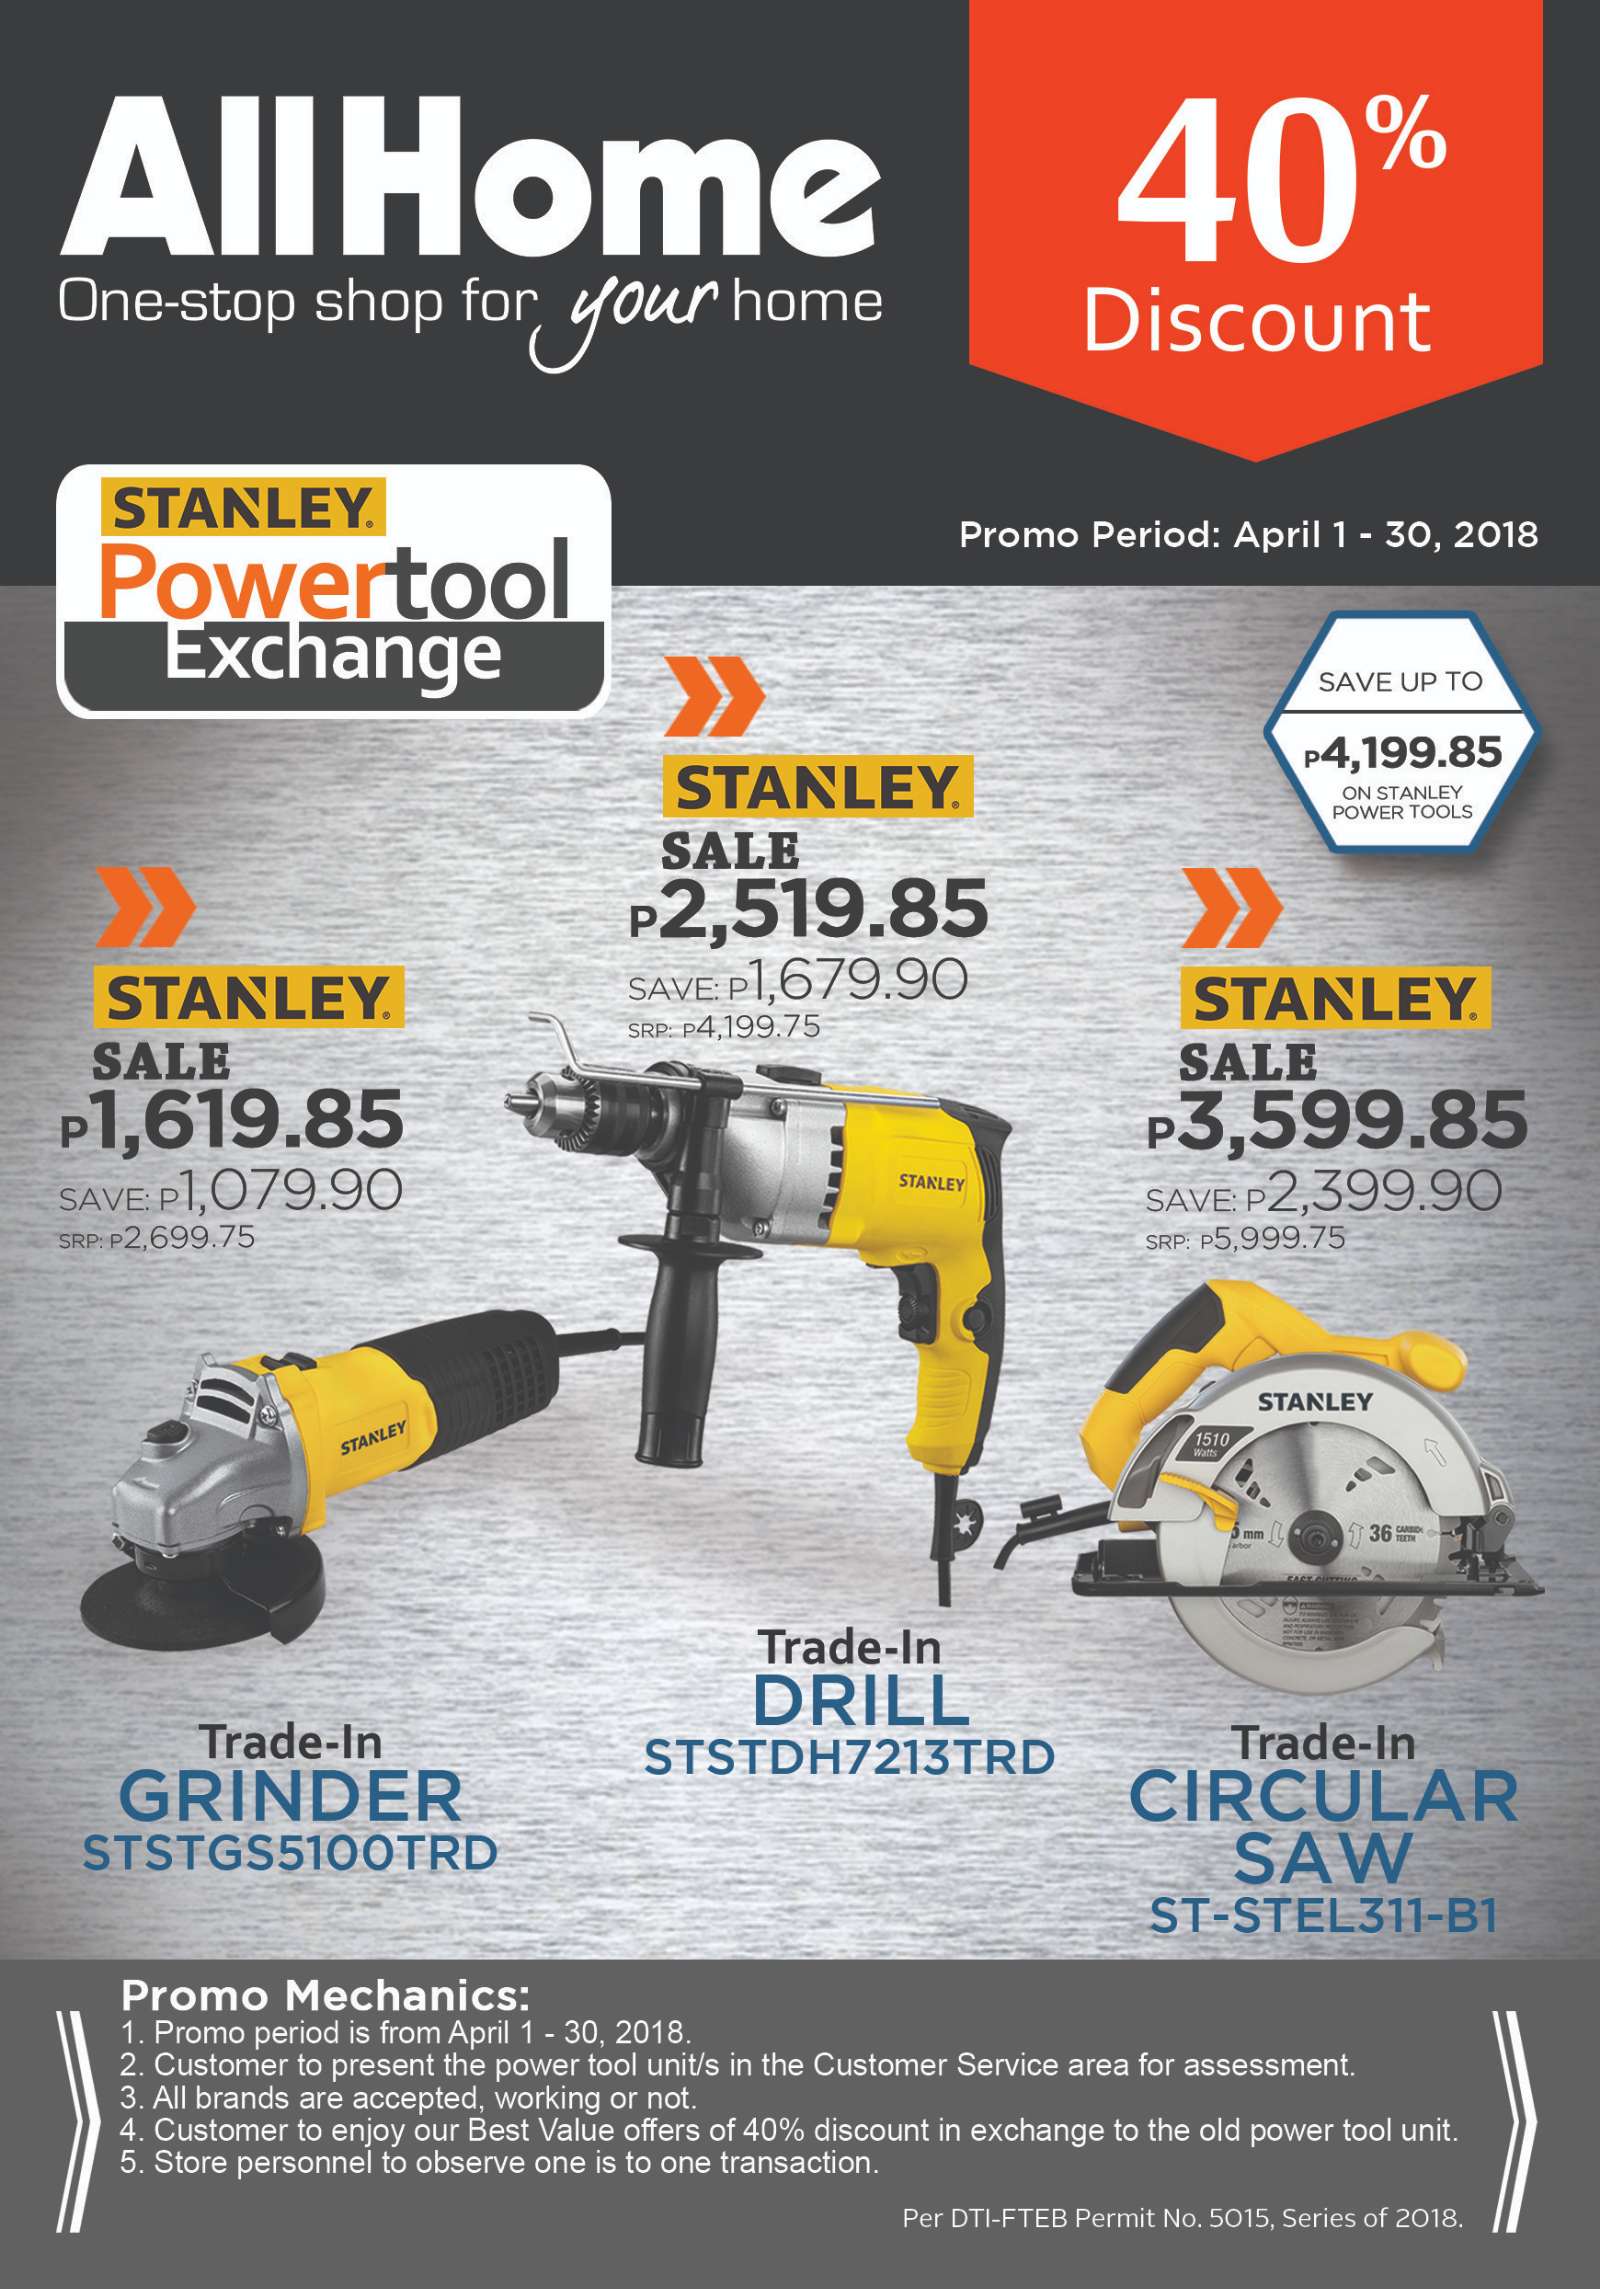 AllHome
One-stop shop for your home
40%
Discount
STANLEY®
Powertool
Exchange
Promo Period: April 1 - 30, 2018
SAVE UP TO
P4,199.85
ON STANLEY
POWER TOOLS
STANLEY®
SALE
P2,519.85
SAVE: P1,679.90
SRP: P4,199.75
STANLEY®
SALE
P1,619.85
SAVE: P1,079.90
SRP: P2,699.75
STANLEY®
SALE
P3,599.85
SAVE: P2,399.90
SRP: P5,999.75
STANLEY
STANLEY
STANLEY
1510
Watts
mm
arbor
36 CARBIDE
TEETH
FAST CUTTING
Trade-In
DRILL
STSTDH7213TRD
Trade-In
GRINDER
STSTGS5100TRD
Trade-In
CIRCULAR
SAW
ST-STEL311-B1
Promo Mechanics:
1. Promo period is from April 1 - 30, 2018.
2. Customer to present the power tool unit/s in the Customer Service area for assessment.
3. All brands are accepted, working or not.
4. Customer to enjoy our Best Value offers of 40% discount in exchange to the old power tool unit.
5. Store personnel to observe one is to one transaction.
Per DTI-FTEB Permit No. 5015, Series of 2018.